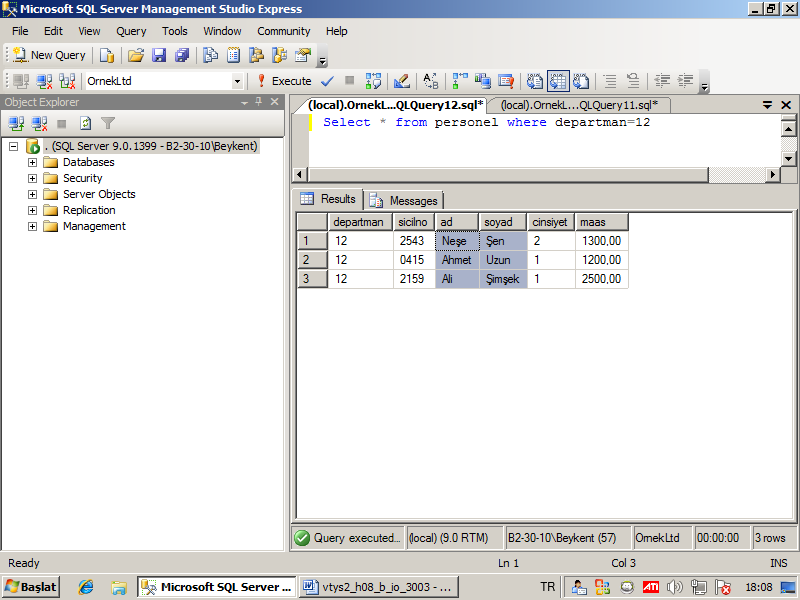 Microsoft SQL Server Management Studio Express
File Edit View Query Tools Window Community Help
New Query
OrnekLtd Execute
Object Explorer
. (SQL Server 9.0.1399 - B2-30-10\Beykent)
Databases
Security
Server Objects
Replication
Management
(local).OrnekL...QLQuery12.sql* (local).OrnekL...QLQuery11.sql*
Select * from personel where departman=12
Results Messages
departman sicilno ad soyad cinsiyet maas
1 12 2543 Neşe Şen 2 1300,00
2 12 0415 Ahmet Uzun 1 1200,00
3 12 2159 Ali Şimşek 1 2500,00
Query executed... (local) (9.0 RTM) B2-30-10\Beykent (57) OrnekLtd 00:00:00 3 rows
Ready Ln 1 Col 3 INS
Başlat Microsoft SQL Server ... vtys2_h08_b_io_3003 - ... TR ATI 18:08